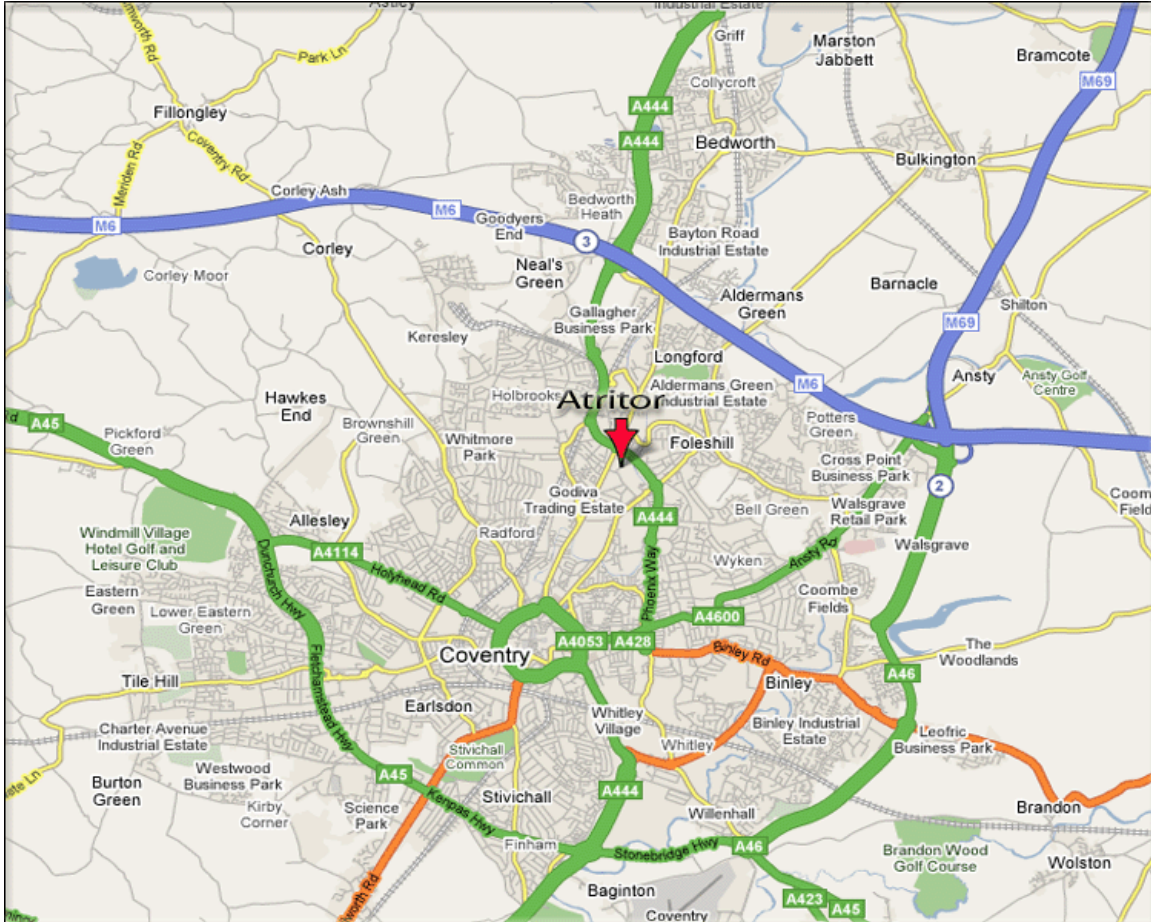 Astley
Industrial Estate
Griff
Marston
Jabbett
Bramcote
M69
Park Ln
Collycroft
A444
Fillongley
A444
Bedworth
Bulkington
Coventry Rd
Meriden Rd
Corley Ash
M6
M6
Goodyers
End
Bedworth
Heath
3
Bayton Road
Industrial Estate
Corley
Neal's
Green
Corley Moor
Aldermans
Green
Barnacle
Shilton
Gallagher
Business Park
M69
Keresley
Longford
M6
Ansty
Ansty Golf
Centre
Hawkes
End
Holbrooks
Atritor
Aldermans Green
Industrial Estate
A45
Pickford
Green
Brownshill
Green
Whitmore
Park
Foleshill
Potters
Green
Cross Point
Business Park
2
Godiva
Trading Estate
Bell Green
Walsgrave
Retail Park
A444
Allesley
Radford
Windmill Village
Hotel Golf and
Leisure Club
A4114
Holyhead Rd
Dunchurch Hwy
Phoenix Way
Wyken
Ansty Rd
Walsgrave
Eastern
Green
Lower Eastern
Green
Coombe
Fields
A4600
A4053
A428
Binley Rd
The
Woodlands
Coventry
Fletchamstead Hwy
Tile Hill
Binley
A46
Earlsdon
Whitley
Village
Binley Industrial
Estate
Leofric
Business Park
Charter Avenue
Industrial Estate
Stivichall
Common
Whitley
Westwood
Business Park
A45
Burton
Green
Kirby
Corner
Science
Park
Kenpas Hwy
Stivichall
A444
Willenhall
Brandon
Finham
Stonebridge Hwy
A46
Brandon Wood
Golf Course
Wolston
Baginton
A423
A45
Coventry